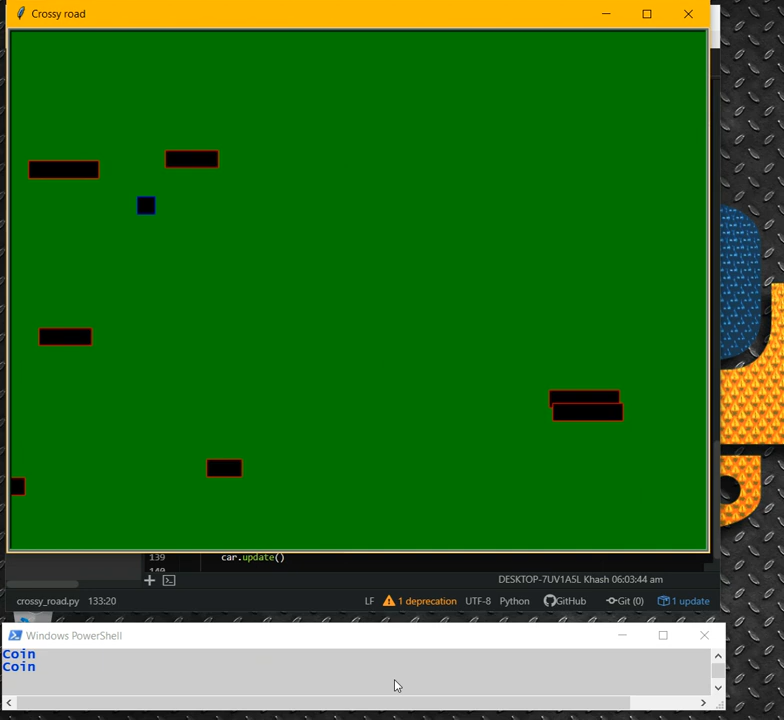 Crossy road
139 car.update()
140
DESKTOP-7UV1A5L Khash 06:03:44 am
crossy_road.py 133:20 LF 1 deprecation UTF-8 Python GitHub Git (0) 1 update
Windows PowerShell
Coin
Coin